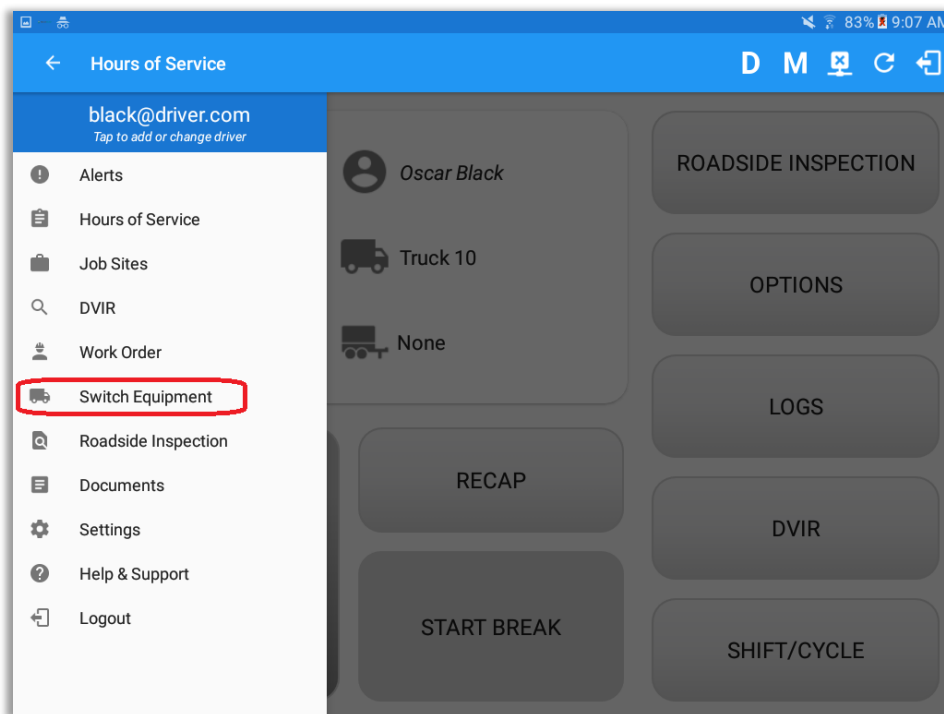 83% 9:07 AM
Hours of Service
D M
black@driver.com
Tap to add or change driver
Alerts
Hours of Service
Job Sites
DVIR
Work Order
Switch Equipment
Roadside Inspection
Documents
Settings
Help & Support
Logout
Oscar Black
Truck 10
None
RECAP
START BREAK
ROADSIDE INSPECTION
OPTIONS
LOGS
DVIR
SHIFT/CYCLE